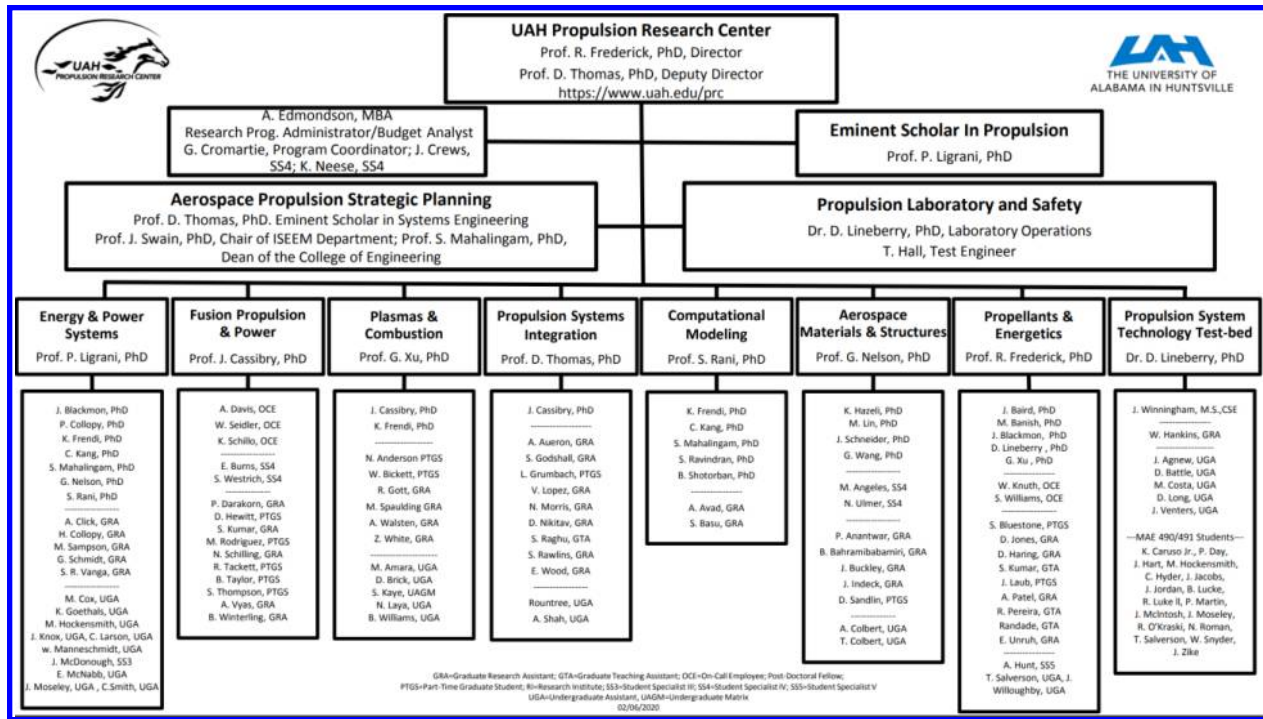 UAH
PROPULSION RESEARCH CENTER
UAH Propulsion Research Center
Prof. R. Frederick, PhD, Director
Prof. D. Thomas, PhD, Deputy Director
https://www.uah.edu/prc
UAH
THE UNIVERSITY OF
ALABAMA IN HUNTSVILLE
A. Edmondson, MBA
Research Prog. Administrator/Budget Analyst
G. Cromartie, Program Coordinator; J. Crews,
SS4; K. Neese, SS4
Eminent Scholar In Propulsion
Prof. P. Ligrani, PhD
Aerospace Propulsion Strategic Planning
Prof. D. Thomas, PhD. Eminent Scholar in Systems Engineering
Prof. J. Swain, PhD, Chair of ISEEM Department; Prof. S. Mahalingam, PhD,
Dean of the College of Engineering
Propulsion Laboratory and Safety
Dr. D. Lineberry, PhD, Laboratory Operations
T. Hall, Test Engineer
Energy & Power
Systems
Prof. P. Ligrani, PhD
Fusion Propulsion
& Power
Prof. J. Cassibry, PhD
Plasmas &
Combustion
Prof. G. Xu, PhD
Propulsion Systems
Integration
Prof. D. Thomas, PhD
Computational
Modeling
Prof. S. Rani, PhD
Aerospace
Materials & Structures
Prof. G. Nelson, PhD
Propellants &
Energetics
Prof. R. Frederick, PhD
Propulsion System
Technology Test-bed
Dr. D. Lineberry, PhD
J. Blackmon, PhD
P. Collopy, PhD
K. Frendi, PhD
C. Kang, PhD
S. Mahalingam, PhD
G. Nelson, PhD
S. Rani, PhD
------------------
A. Click, GRA
H. Collopy, GRA
M. Sampson, GRA
G. Schmidt, GRA
S. R. Vanga, GRA
------------------
M. Cox, UGA
K. Goethals, UGA
M. Hockensmith, UGA
J. Knox, UGA, C. Larson, UGA
w. Manneschmidt, UGA
J. McDonough, SS3
E. McNabb, UGA
J. Moseley, UGA , C.Smith, UGA
A. Davis, OCE
W. Seidler, OCE
K. Schillo, OCE
------------------
E. Burns, SS4
S. Westrich, SS4
------------------
P. Darakorn, GRA
D. Hewitt, PTGS
S. Kumar, GRA
M. Rodriguez, PTGS
N. Schilling, GRA
R. Tackett, PTGS
B. Taylor, PTGS
S. Thompson, PTGS
A. Vyas, GRA
B. Winterling, GRA
J. Cassibry, PhD
K. Frendi, PhD
------------------
N. Anderson PTGS
W. Bickett, PTGS
R. Gott, GRA
M. Spaulding GRA
A. Walsten, GRA
Z. White, GRA
------------------
M. Amara, UGA
D. Brick, UGA
S. Kaye, UAGM
N. Laya, UGA
B. Williams, UGA
J. Cassibry, PhD
------------------
A. Aueron, GRA
S. Godshall, GRA
L. Grumbach, PTGS
V. Lopez, GRA
N. Morris, GRA
D. Nikitav, GRA
S. Raghu, GTA
S. Rawlins, GRA
E. Wood, GRA
------------------
Rountree, UGA
A. Shah, UGA
K. Frendi, PhD
C. Kang, PhD
S. Mahalingam, PhD
S. Ravindran, PhD
B. Shotorban, PhD
------------------
A. Avad, GRA
S. Basu, GRA
K. Hazeli, PhD
M. Lin, PhD
J. Schneider, PhD
G. Wang, PhD
------------------
M. Angeles, SS4
N. Ulmer, SS4
------------------
P. Anantwar, GRA
B. Bahramibabamiri, GRA
J. Buckley, GRA
J. Indeck, GRA
D. Sandlin, PTGS
------------------
A. Colbert, UGA
T. Colbert, UGA
J. Baird, PhD
M. Banish, PhD
J. Blackmon, PhD
D. Lineberry , PhD
G. Xu , PhD
------------------
W. Knuth, OCE
S. Williams, OCE
------------------
S. Bluestone, PTGS
D. Jones, GRA
D. Haring, GRA
S. Kumar, GTA
J. Laub, PTGS
A. Patel, GRA
R. Pereira, GTA
Randade, GTA
E. Unruh, GRA
------------------
A. Hunt, SS5
T. Salverson, UGA, J.
Willoughby, UGA
J. Winningham, M.S.,CSE
------------------
W. Hankins, GRA
------------------
J. Agnew, UGA
D. Battle, UGA
M. Costa, UGA
D. Long, UGA
J. Venters, UGA
---MAE 490/491 Students---
K. Caruso Jr., P. Day,
J. Hart, M. Hockensmith,
C. Hyder, J. Jacobs,
J. Jordan, B. Lucke,
R. Luke II, P. Martin,
J. McIntosh, J. Moseley,
R. O'Kraski, N. Roman,
T. Salverson, W. Snyder,
J. Zike
GRA=Graduate Research Assistant; GTA=Graduate Teaching Assistant; OCE=On-Call Employee; Post-Doctoral Fellow;
PTGS=Part-Time Graduate Student; RI=Research Institute; SS3=Student Specialist III; SS4=Student Specialist IV; SS5=Student Specialist V
UGA=Undergraduate Assistant, UAGM=Undergraduate Matrix
02/06/2020